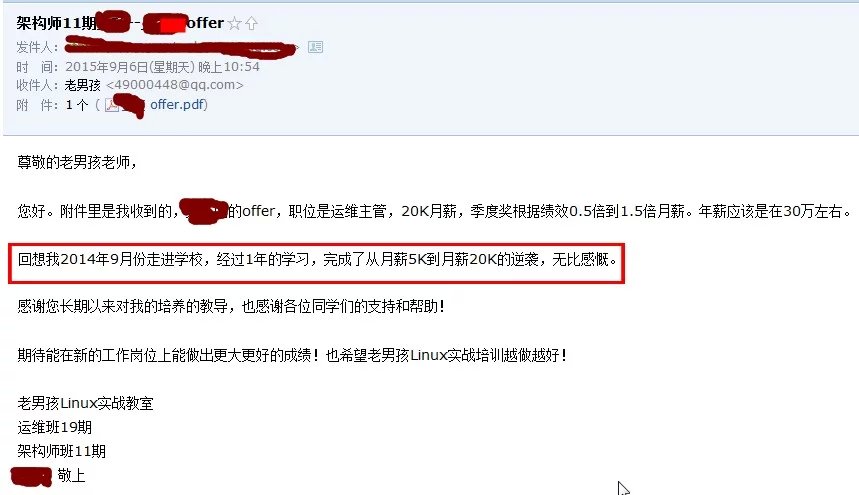 架构师11期--offer☆⇧
发件人：
时 间：2015年9月6日(星期天) 晚上10:54
收件人：老男孩 <49000448@qq.com>
附 件：1 个 ( offer.pdf)
尊敬的老男孩老师，
您好。附件里是我收到的，的offer，职位是运维主管，20K月薪，季度奖根据绩效0.5倍到1.5倍月薪。年薪应该是在30万左右。
回想我2014年9月份走进学校，经过1年的学习，完成了从月薪5K到月薪20K的逆袭，无比感慨。
感谢您长期以来对我的培养的教导，也感谢各位同学们的支持和帮助！
期待能在新的工作岗位上能做出更大更好的成绩！也希望老男孩Linux实战培训越做越好！
老男孩Linux实战教室
运维班19期
架构师班11期
敬上